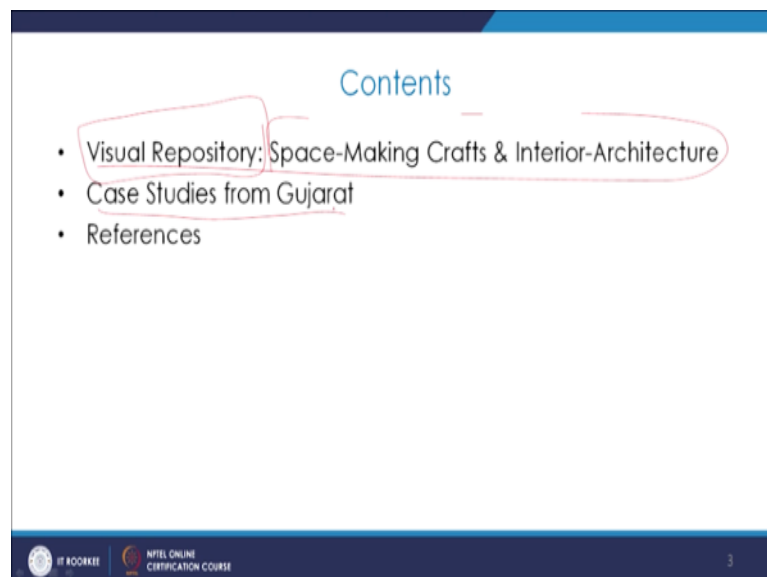 Contents
• Visual Repository: Space-Making Crafts & Interior-Architecture
• Case Studies from Gujarat
• References
IIT ROORKEE
NPTEL ONLINE
CERTIFICATION COURSE
3